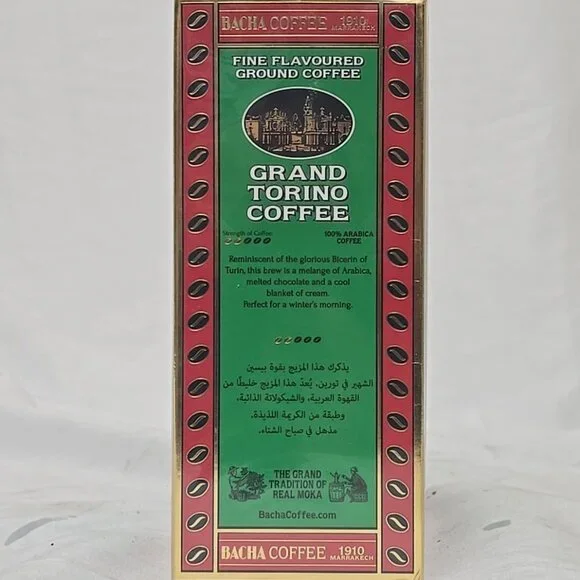 BACHA COFFEE 1910 MARRAKECH
FINE FLAVOURED
GROUND COFFEE
GRAND
TORINO
COFFEE
Strength of Coffee
100% ARABICA
COFFEE
Reminiscent of the glorious Bicerin of
Turin, this brew is a melange of Arabica,
melted chocolate and a cool
blanket of cream.
Perfect for a winter's morning.
يذكرك هذا المزيج بقوة بيسين
الشهير في تورين. يُعدّ هذا المزيج خليطًا من
القهوة العربية، والشيكولاتة الذائبة،
وطبقة من الكريمة اللذيذة.
مذهل في صباح الشتاء.
THE GRAND
TRADITION OF
REAL MOKA
BachaCoffee.com
BACHA COFFEE 1910 MARRAKECH